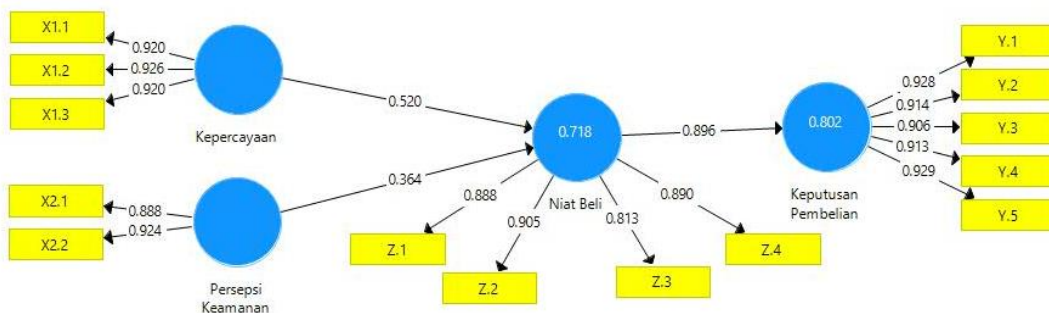 X1.1
0.920
X1.2
0.926
X1.3
0.920
Kepercayaan
0.520
X2.1
0.888
X2.2
0.924
Persepsi
Keamanan
0.364
0.718
Niat Beli
0.888
0.905
0.813
0.890
Z.1
Z.2
Z.3
Z.4
0.896
0.802
Keputusan
Pembelian
0.928
0.914
0.906
0.913
0.929
Y.1
Y.2
Y.3
Y.4
Y.5